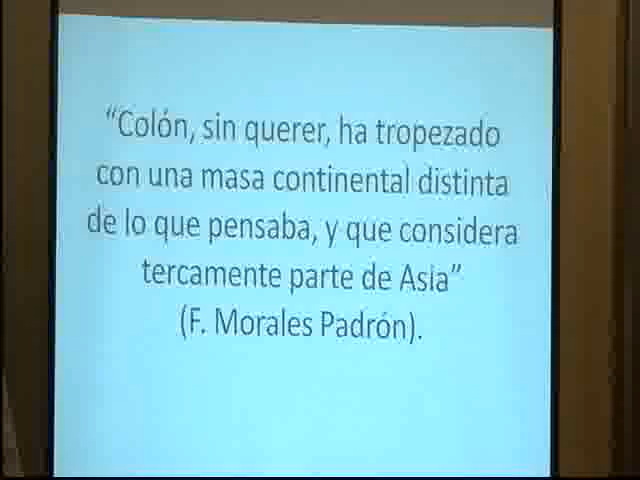 “Colón, sin querer, ha tropezado
con una masa continental distinta
de lo que pensaba, y que considera
tercamente parte de Asia”
(F. Morales Padrón).